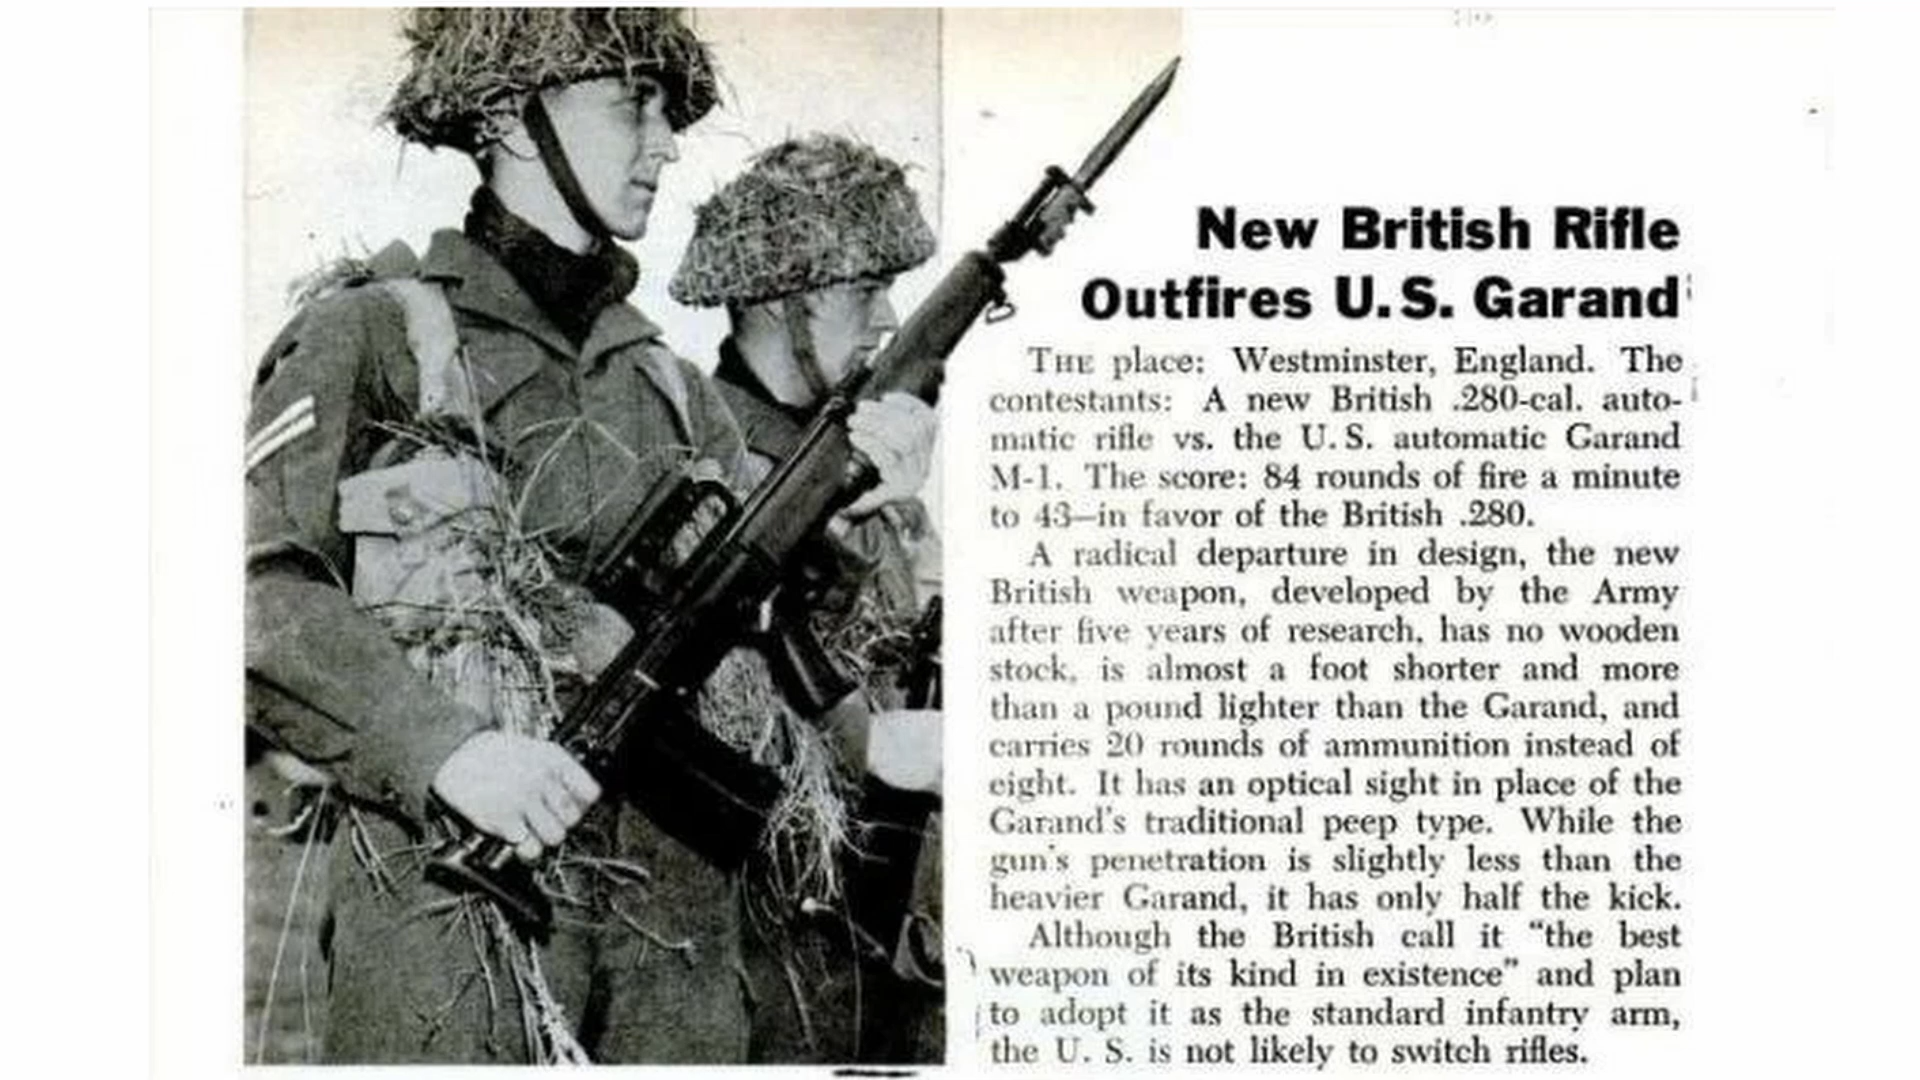 New British Rifle
Outfires U.S. Garand
THE place: Westminster, England. The
contestants: A new British .280-cal. auto-
matic rifle vs. the U.S. automatic Garand
M-1. The score: 84 rounds of fire a minute
to 43—in favor of the British .280.
A radical departure in design, the new
British weapon, developed by the Army
after five years of research, has no wooden
stock, is almost a foot shorter and more
than a pound lighter than the Garand, and
carries 20 rounds of ammunition instead of
eight. It has an optical sight in place of the
Garand's traditional peep type. While the
gun's penetration is slightly less than the
heavier Garand, it has only half the kick.
Although the British call it "the best
weapon of its kind in existence" and plan
to adopt it as the standard infantry arm,
the U. S. is not likely to switch rifles.